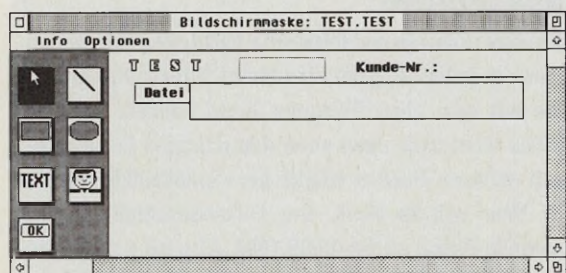 Bildschirmmaske: TEST.TEST
Info Optionen
T E S T Kunde-Nr.:
Datei
TEXT
OK